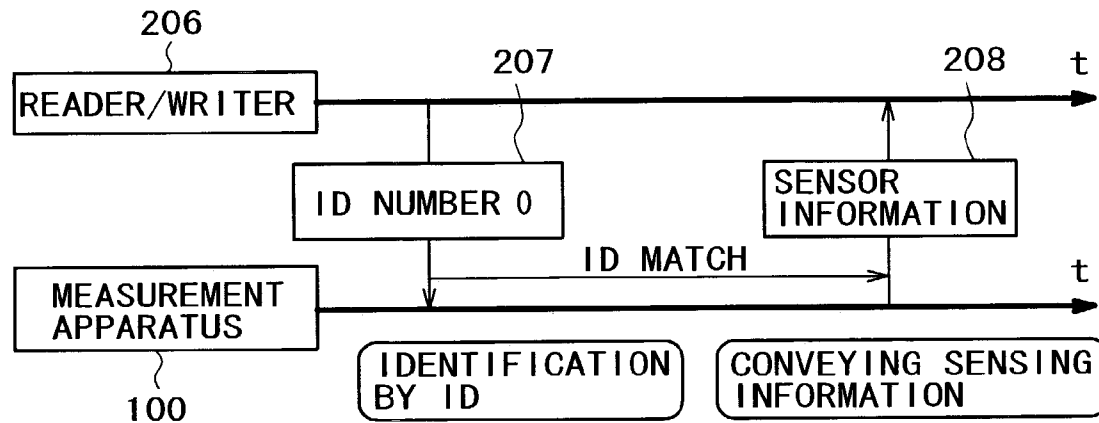 206
207
208
t
READER/WRITER
ID NUMBER 0
SENSOR
INFORMATION
ID MATCH
t
MEASUREMENT
APPARATUS
100
IDENTIFICATION
BY ID
CONVEYING SENSING
INFORMATION